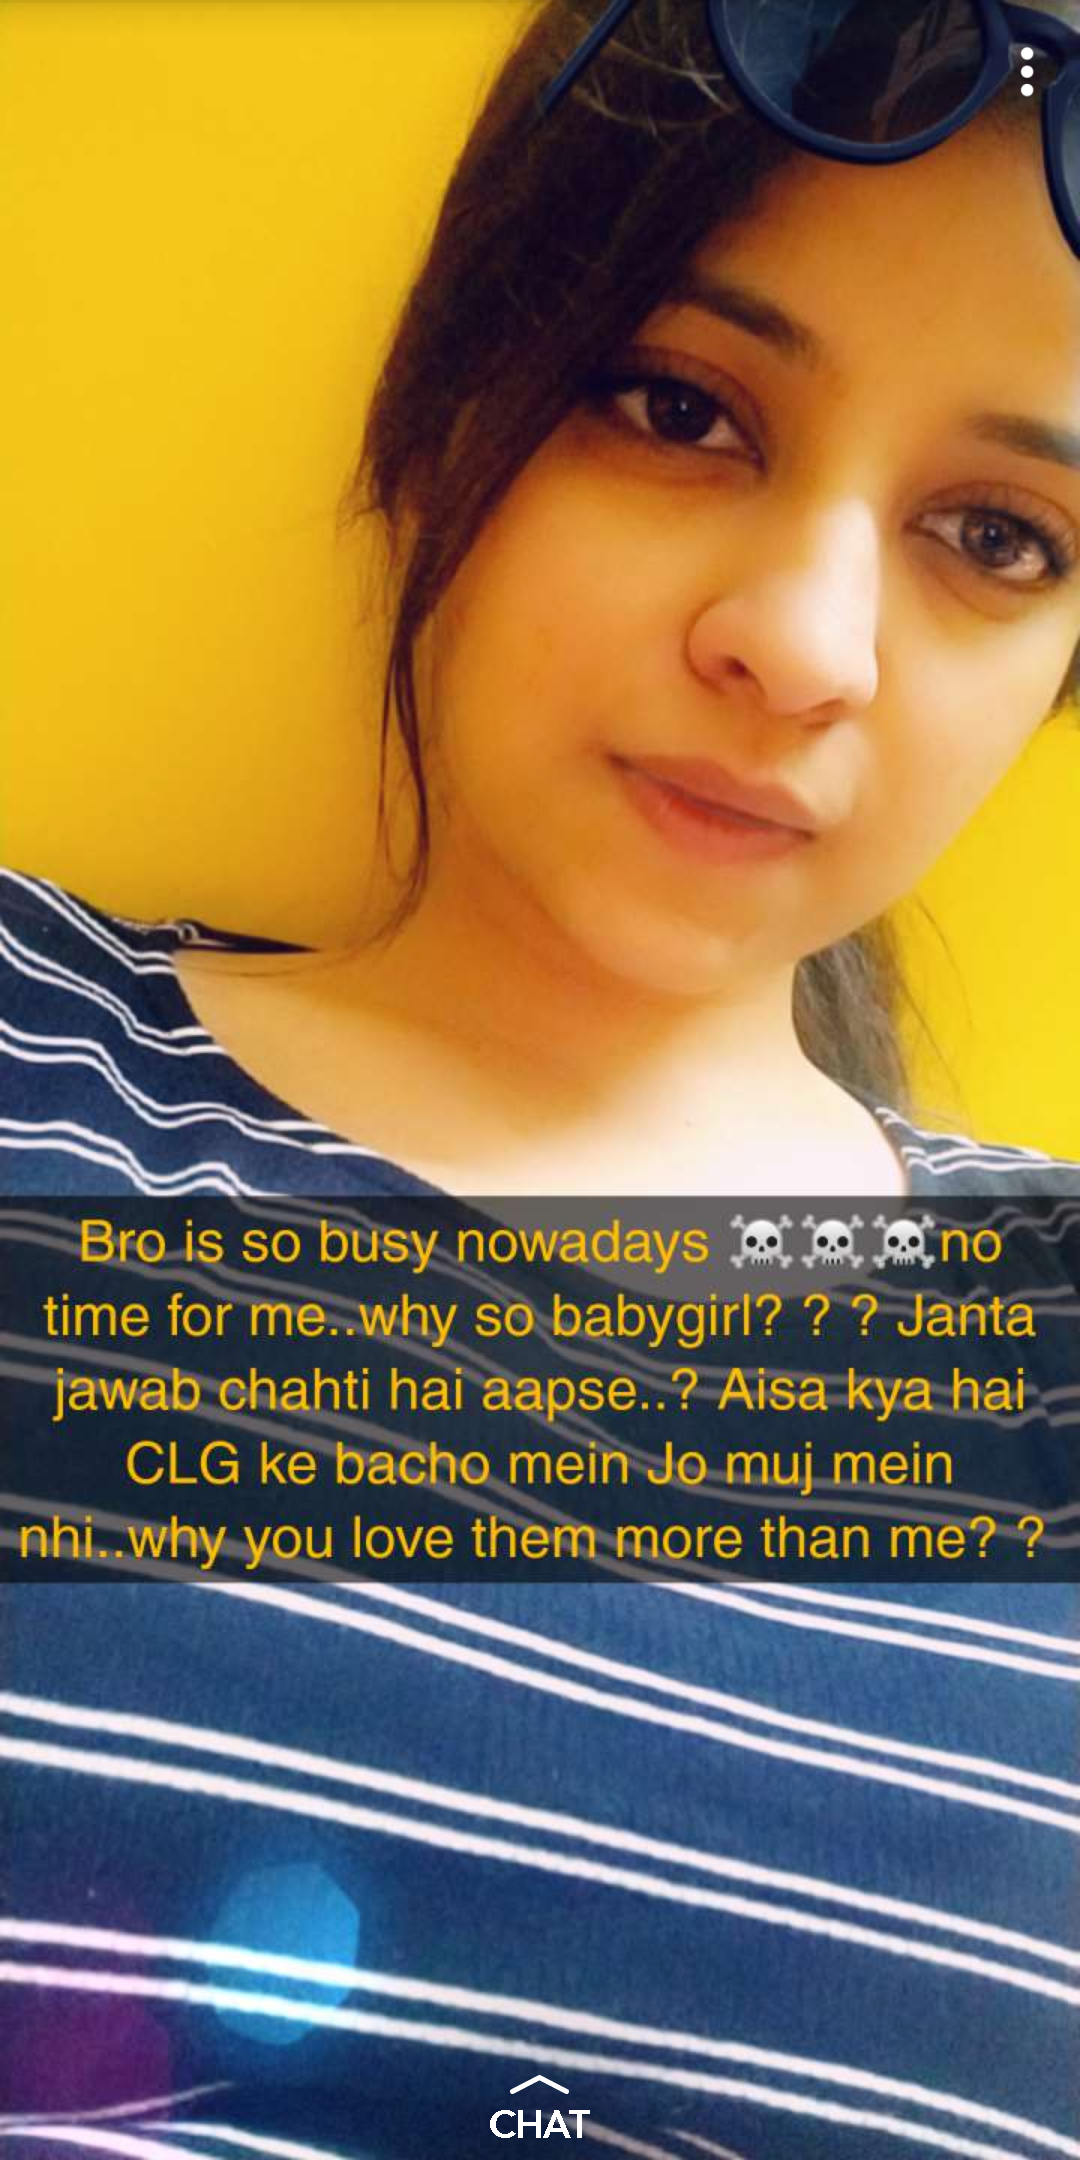 Bro is so busy nowadays ☠️☠️☠️no
time for me..why so babygirl? ? ? Janta
jawab chahti hai aapse..? Aisa kya hai
CLG ke bacho mein Jo muj mein
nhi..why you love them more than me? ?
CHAT